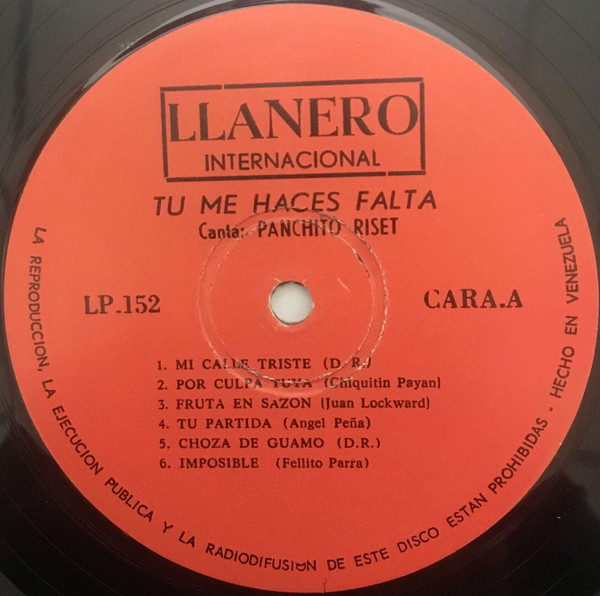 LLANERO
INTERNACIONAL
TU ME HACES FALTA
Canta: PANCHITO RISET
LP.152
CARA.A
1. MI CALLE TRISTE (D.R.)
2. POR CULPA TUYA (Chiquitin Payan)
3. FRUTA EN SAZON (Juan Lockward)
4. TU PARTIDA (Angel Peña)
5. CHOZA DE GUAMO (D.R.)
6. IMPOSIBLE (Fellito Parra)
LA REPRODUCCION, LA EJECUCION PUBLICA Y LA RADIODIFUSION DE ESTE DISCO ESTAN PROHIBIDAS - HECHO EN VENEZUELA